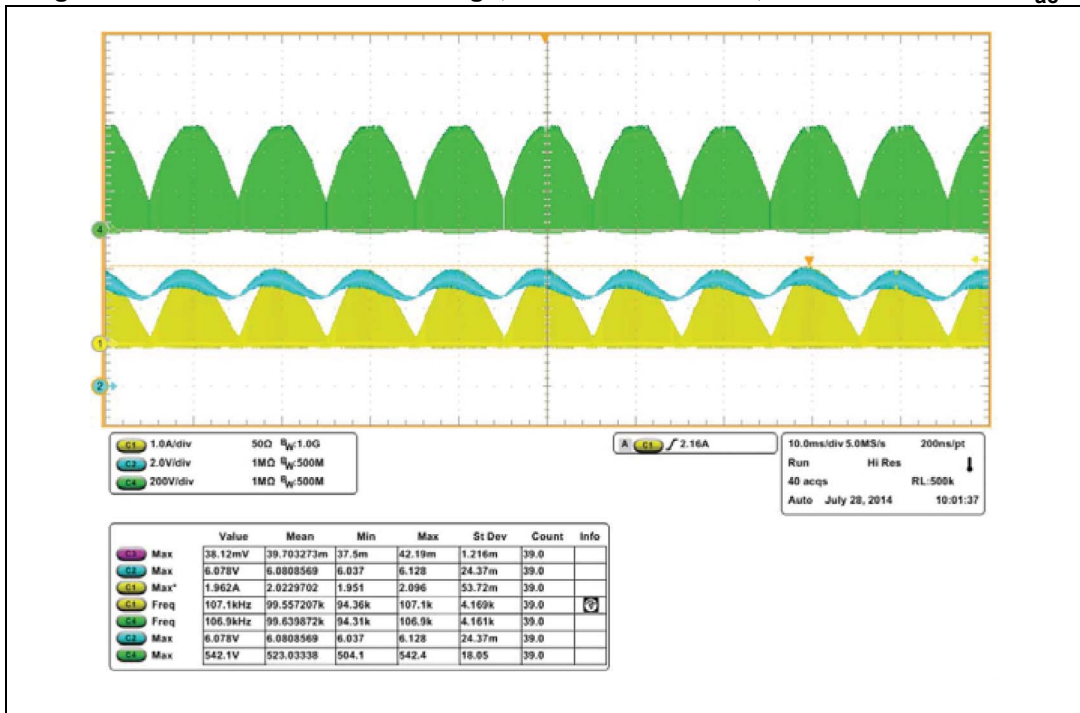 ac
4
1
2
C1 1.0A/div 50Ω BW:1.0G
C2 2.0V/div 1MΩ BW:500M
C4 200V/div 1MΩ BW:500M
A C1 2.16A
10.0ms/div 5.0MS/s 200ns/pt
Run Hi Res
40 acqs RL:500k
Auto July 28, 2014 10:01:37
Value Mean Min Max St Dev Count Info
C3 Max 38.12mV 39.703273m 37.5m 42.19m 1.216m 39.0
C2 Max 6.078V 6.0808569 6.037 6.128 24.37m 39.0
C1 Max* 1.962A 2.0229702 1.951 2.096 53.72m 39.0
C1 Freq 107.1kHz 99.557207k 94.36k 107.1k 4.169k 39.0
C4 Freq 106.9kHz 99.639872k 94.31k 106.9k 4.161k 39.0
C2 Max 6.078V 6.0808569 6.037 6.128 24.37m 39.0
C4 Max 542.1V 523.03338 504.1 542.4 18.05 39.0